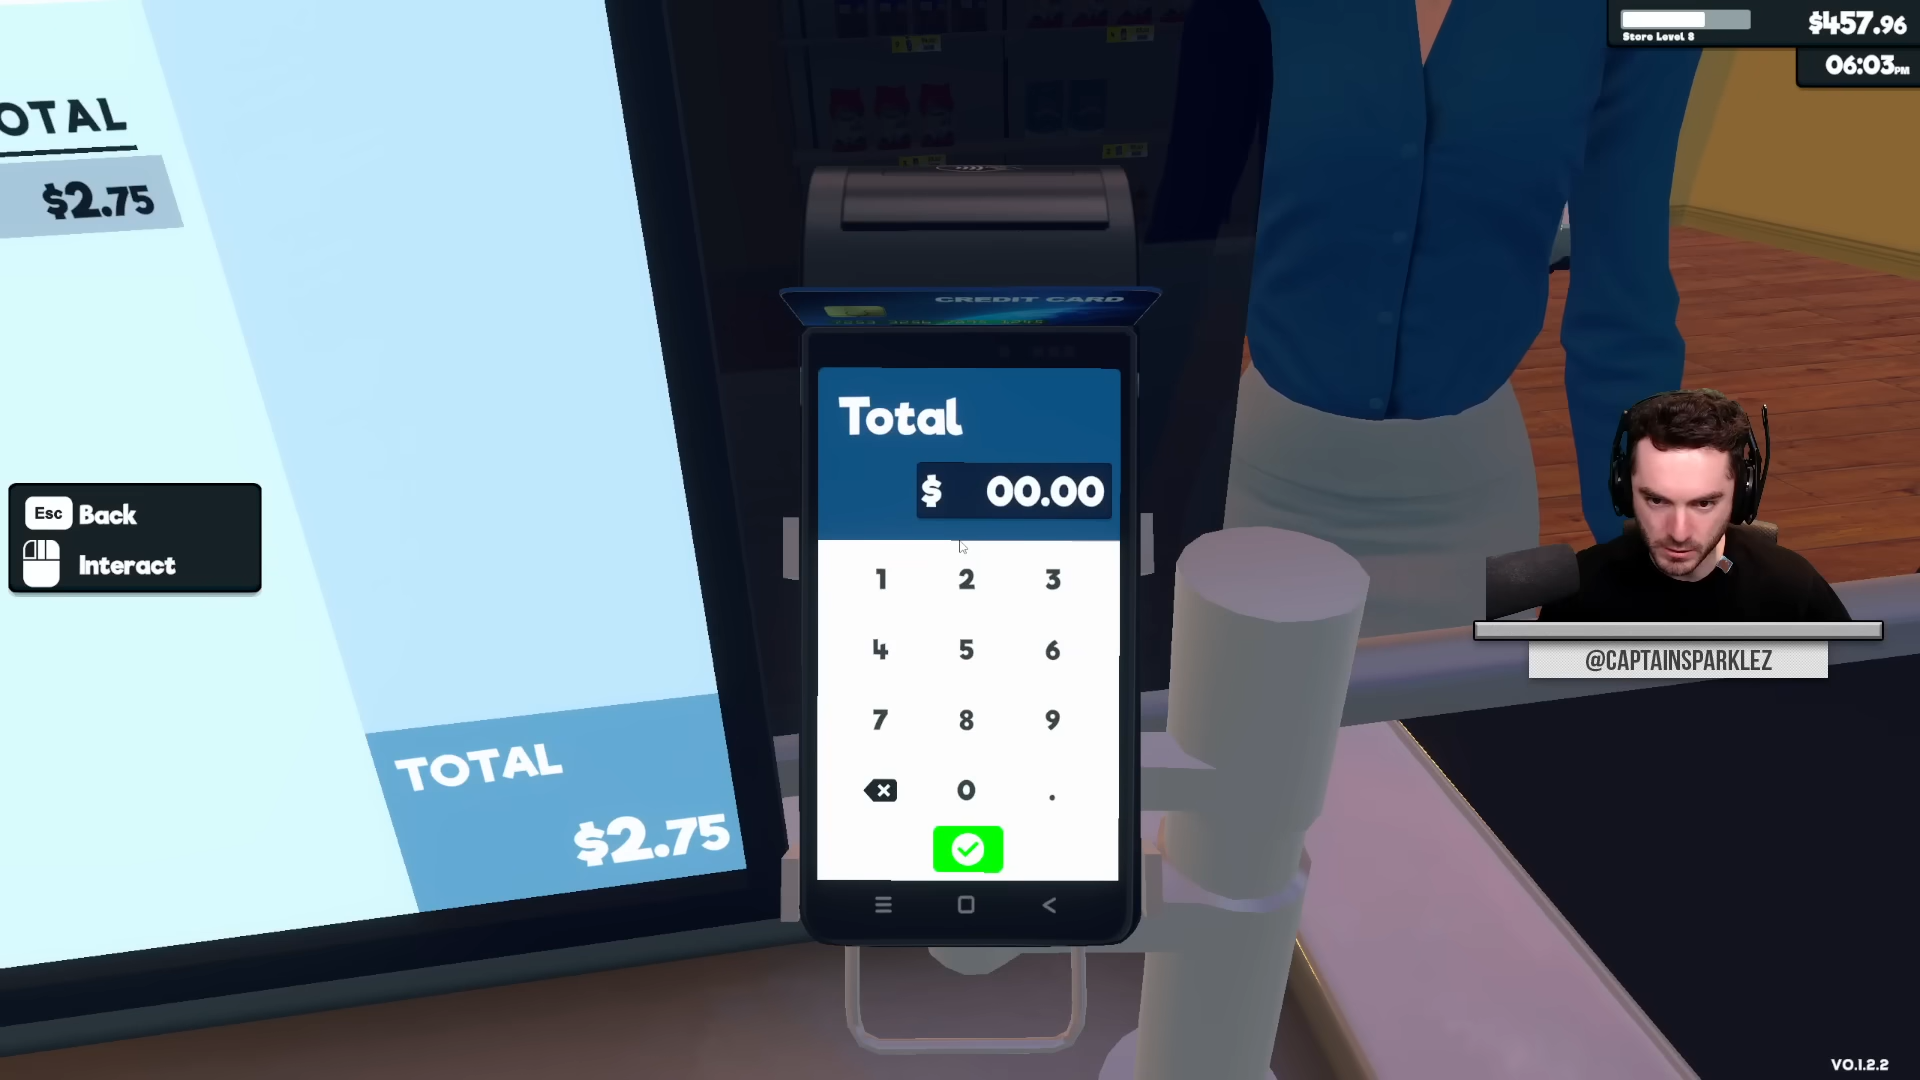 $457.96
Store Level 8
06:03PM
OTAL
$2.75
CREDIT CARD
Total
$ 00.00
Esc Back
Interact
1 2 3
4 5 6
7 8 9
0 .
@CAPTAINSPARKLEZ
TOTAL
$2.75
V0.1.2.2